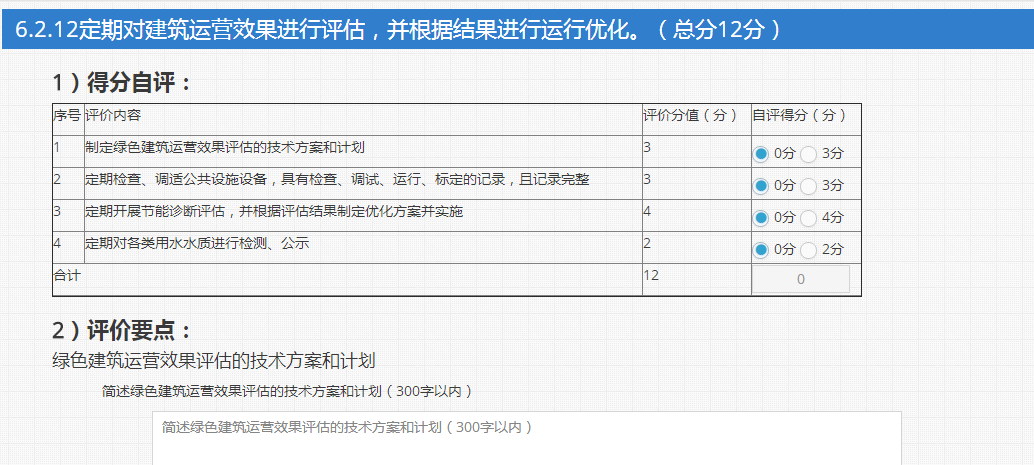 6.2.12定期对建筑运营效果进行评估，并根据结果进行运行优化。（总分12分）
1）得分自评：
序号 评价内容 评价分值（分） 自评得分（分）
1 制定绿色建筑运营效果评估的技术方案和计划 3 0分 3分
2 定期检查、调适公共设施设备，具有检查、调试、运行、标定的记录，且记录完整 3 0分 3分
3 定期开展节能诊断评估，并根据评估结果制定优化方案并实施 4 0分 4分
4 定期对各类用水水质进行检测、公示 2 0分 2分
合计 12 0
2）评价要点：
绿色建筑运营效果评估的技术方案和计划
简述绿色建筑运营效果评估的技术方案和计划（300字以内）
简述绿色建筑运营效果评估的技术方案和计划（300字以内）